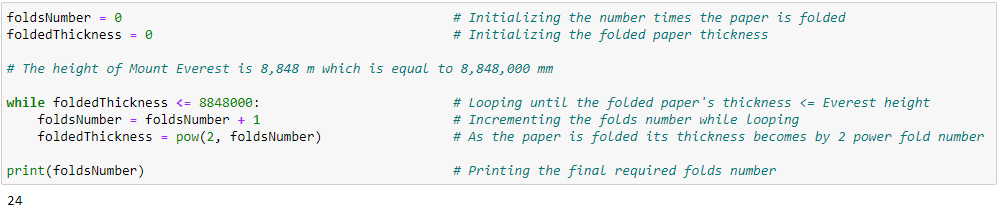 foldsNumber = 0 # Initializing the number times the paper is folded
foldedThickness = 0 # Initializing the folded paper thickness
# The height of Mount Everest is 8,848 m which is equal to 8,848,000 mm
while foldedThickness <= 8848000: # Looping until the folded paper's thickness <= Everest height
    foldsNumber = foldsNumber + 1 # Incrementing the folds number while looping
    foldedThickness = pow(2, foldsNumber) # As the paper is folded its thickness becomes by 2 power fold number
print(foldsNumber) # Printing the final required folds number
24